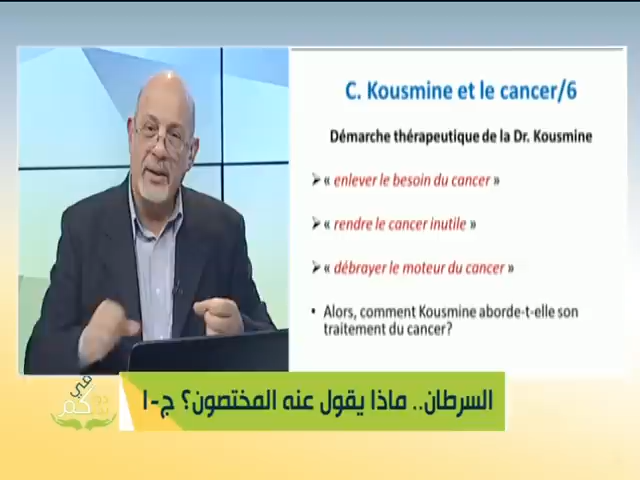 C. Kousmine et le cancer/6
Démarche thérapeutique de la Dr. Kousmine
➤ « enlever le besoin du cancer »
➤ « rendre le cancer inutile »
➤ « débrayer le moteur du cancer »
• Alors, comment Kousmine aborde-t-elle son
traitement du cancer?
السرطان.. ماذا يقول عنه المختصون؟ ج-١
في